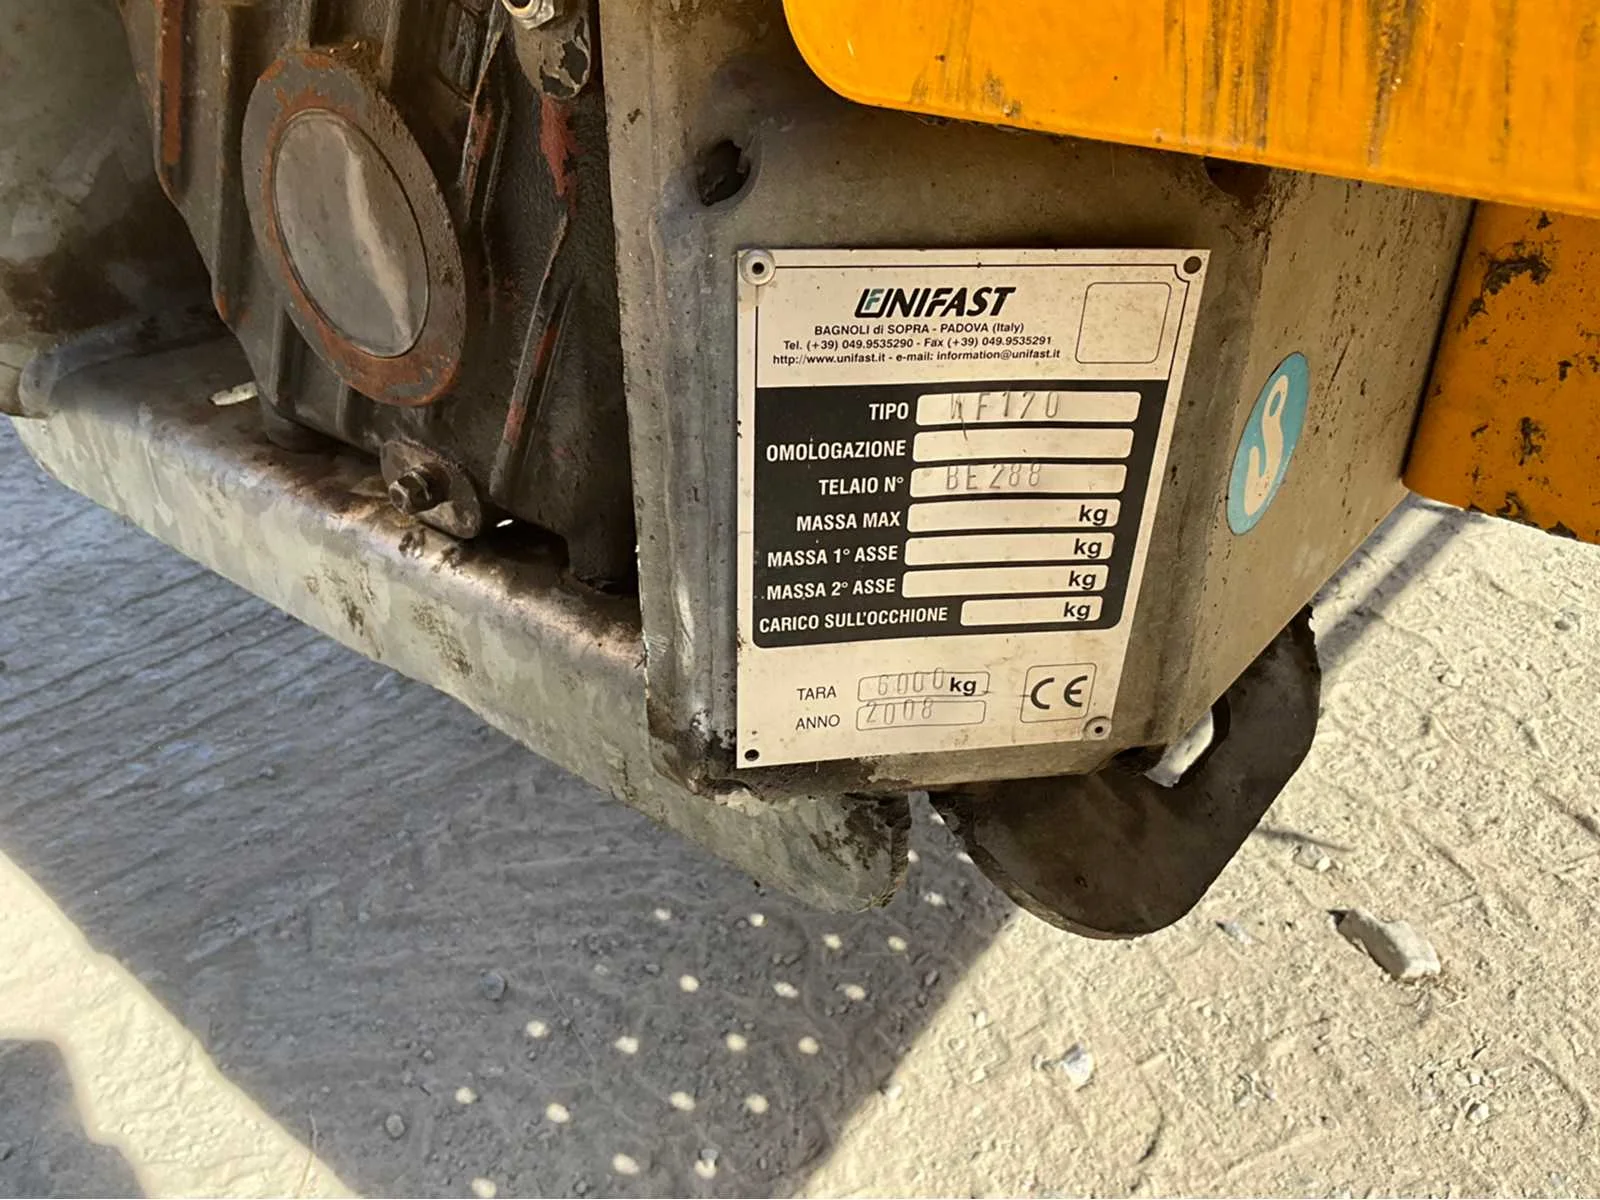 UNIFAST
BAGNOLI di SOPRA - PADOVA (Italy)
Tel. (+39) 049.9535290 - Fax (+39) 049.9535291
http://www.unifast.it - e-mail: information@unifast.it
TIPO WF170
OMOLOGAZIONE
TELAIO N° BE288
MASSA MAX kg
MASSA 1° ASSE kg
MASSA 2° ASSE kg
CARICO SULL'OCCHIONE kg
TARA 6000 kg
ANNO 2008
CE